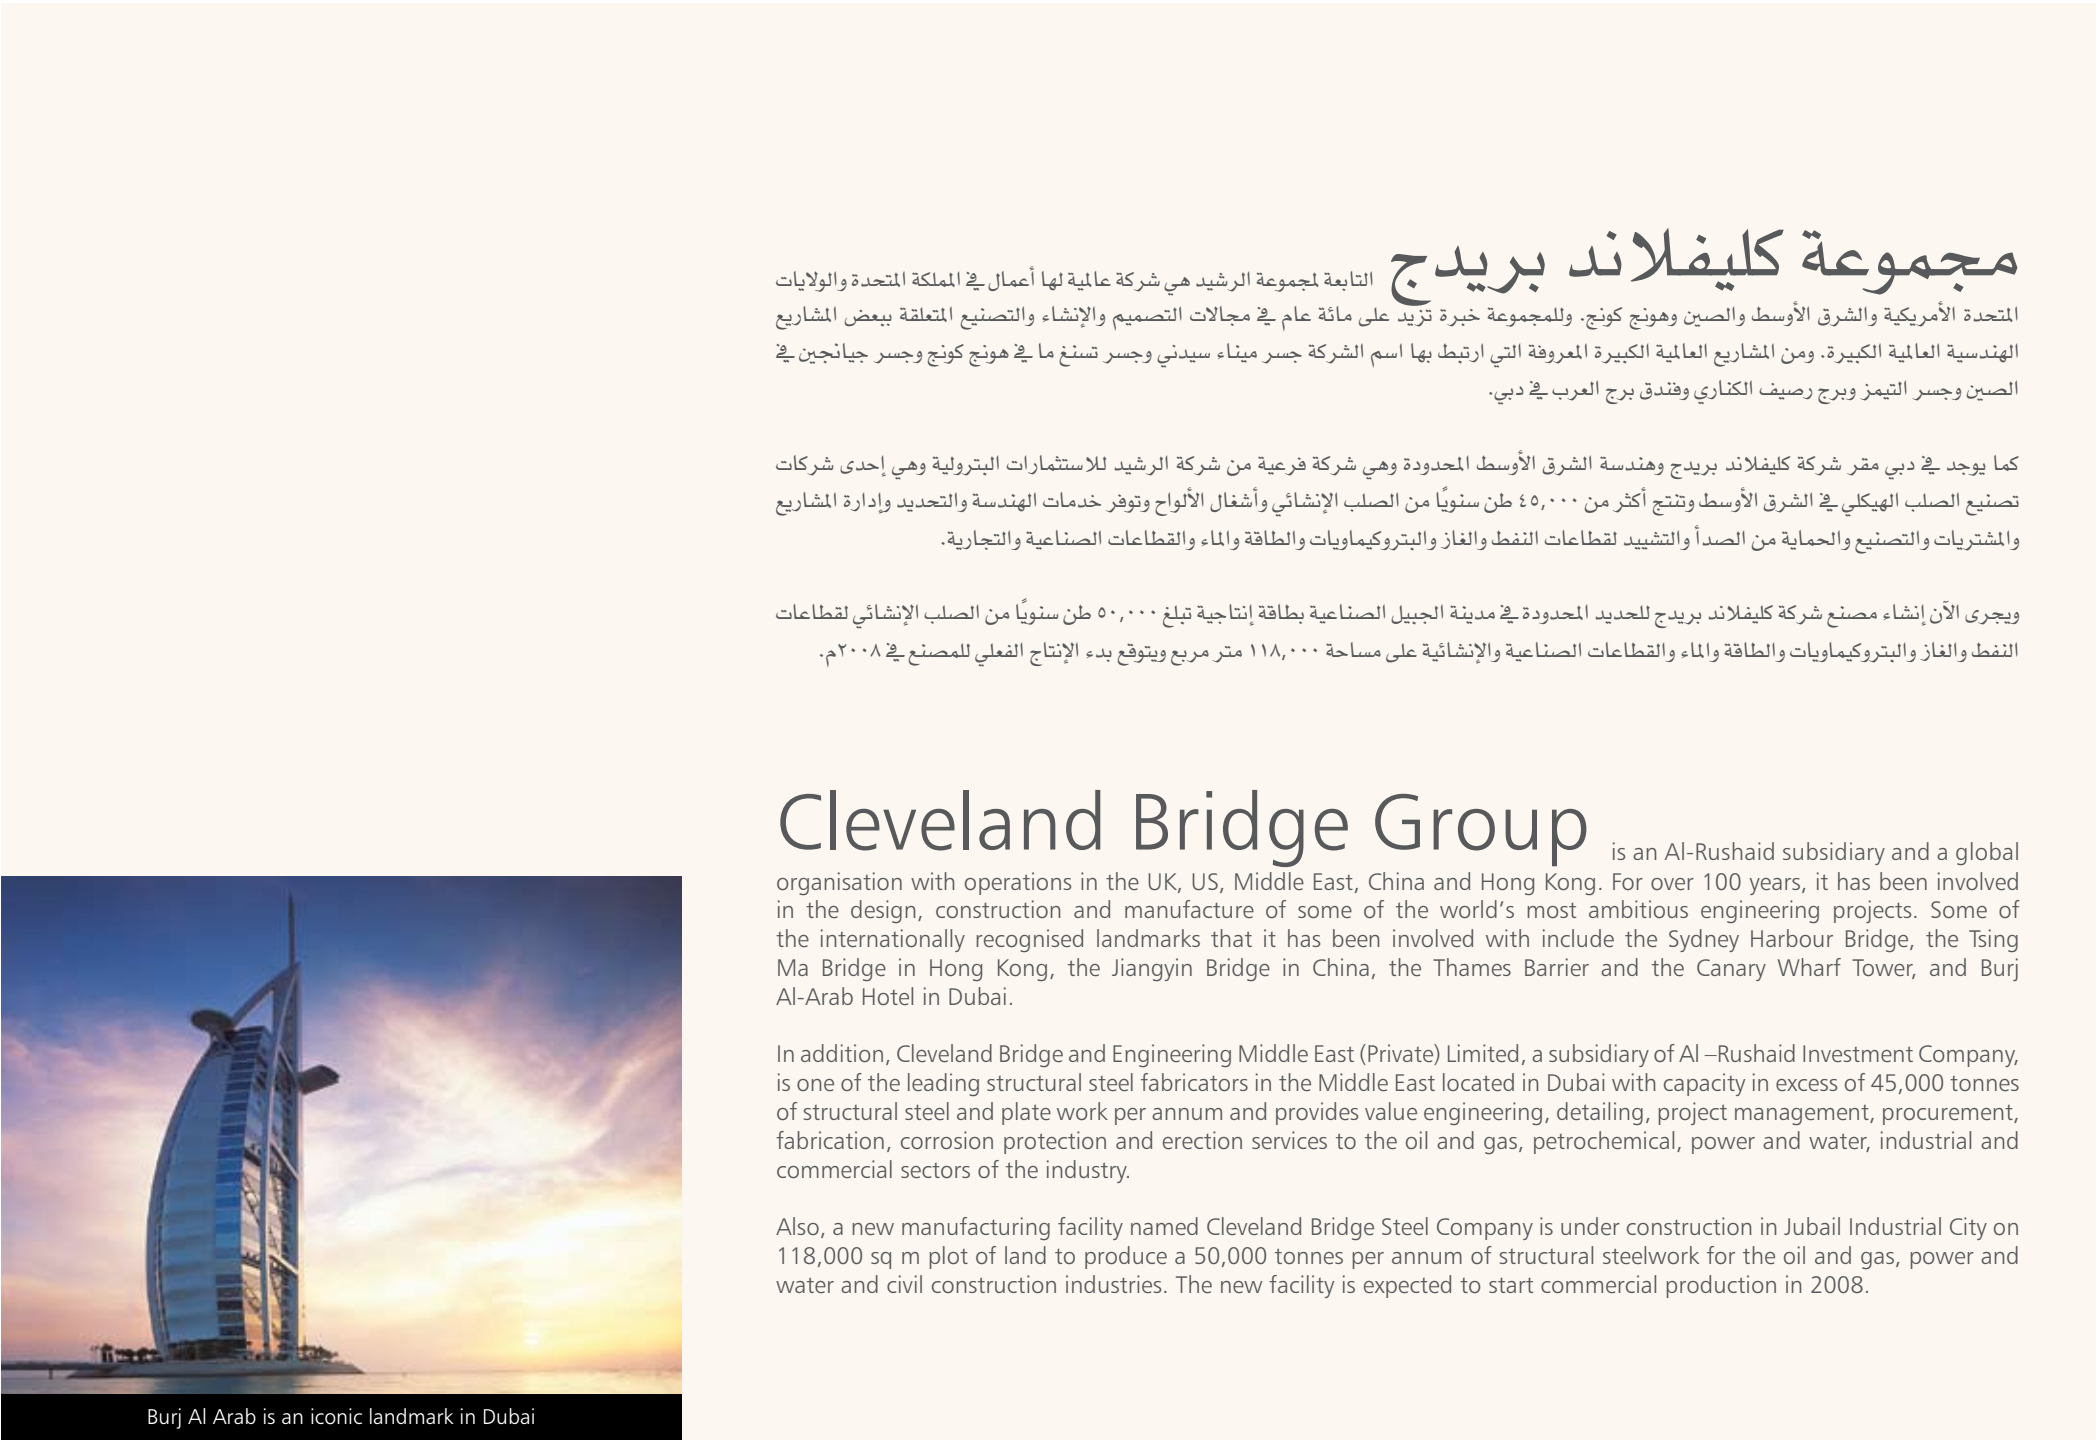 مجموعة كليفلاند بريدج التابعة لمجموعة الرشيد هي شركة عالمية لها أعمال في المملكة المتحدة والولايات
المتحدة الأمريكية والشرق الأوسط والصين وهونج كونج. وللمجموعة خبرة تزيد على مائة عام في مجالات التصميم والإنشاء والتصنيع المتعلقة ببعض المشاريع
الهندسية العالمية الكبيرة. ومن المشاريع العالمية الكبيرة المعروفة التي ارتبط بها اسم الشركة جسر ميناء سيدني وجسر تسنغ ما في هونج كونج وجسر جيانجين في
الصين وجسر التيمز وبرج رصيف الكناري وفندق برج العرب في دبي.
كما يوجد في دبي مقر شركة كليفلاند بريدج وهندسة الشرق الأوسط المحدودة وهي شركة فرعية من شركة الرشيد للاستثمارات البترولية وهي إحدى شركات
تصنيع الصلب الهيكلي في الشرق الأوسط وتنتج أكثر من ٤٥,٠٠٠ طن سنويًا من الصلب الإنشائي وأشغال الألواح وتوفر خدمات الهندسة والتحديد وإدارة المشاريع
والمشتريات والتصنيع والحماية من الصدأ والتشييد لقطاعات النفط والغاز والبتروكيماويات والطاقة والماء والقطاعات الصناعية والتجارية.
ويجرى الآن إنشاء مصنع شركة كليفلاند بريدج للحديد المحدودة في مدينة الجبيل الصناعية بطاقة إنتاجية تبلغ ٥٠,٠٠٠ طن سنويًا من الصلب الإنشائي لقطاعات
النفط والغاز والبتروكيماويات والطاقة والماء والقطاعات الصناعية والإنشائية على مساحة ١١٨,٠٠٠ متر مربع ويتوقع بدء الإنتاج الفعلي للمصنع في ٢٠٠٨م.
Cleveland Bridge Group is an Al-Rushaid subsidiary and a global
organisation with operations in the UK, US, Middle East, China and Hong Kong. For over 100 years, it has been involved
in the design, construction and manufacture of some of the world's most ambitious engineering projects. Some of
the internationally recognised landmarks that it has been involved with include the Sydney Harbour Bridge, the Tsing
Ma Bridge in Hong Kong, the Jiangyin Bridge in China, the Thames Barrier and the Canary Wharf Tower, and Burj
Al-Arab Hotel in Dubai.
In addition, Cleveland Bridge and Engineering Middle East (Private) Limited, a subsidiary of Al –Rushaid Investment Company,
is one of the leading structural steel fabricators in the Middle East located in Dubai with capacity in excess of 45,000 tonnes
of structural steel and plate work per annum and provides value engineering, detailing, project management, procurement,
fabrication, corrosion protection and erection services to the oil and gas, petrochemical, power and water, industrial and
commercial sectors of the industry.
Also, a new manufacturing facility named Cleveland Bridge Steel Company is under construction in Jubail Industrial City on
118,000 sq m plot of land to produce a 50,000 tonnes per annum of structural steelwork for the oil and gas, power and
water and civil construction industries. The new facility is expected to start commercial production in 2008.
Burj Al Arab is an iconic landmark in Dubai